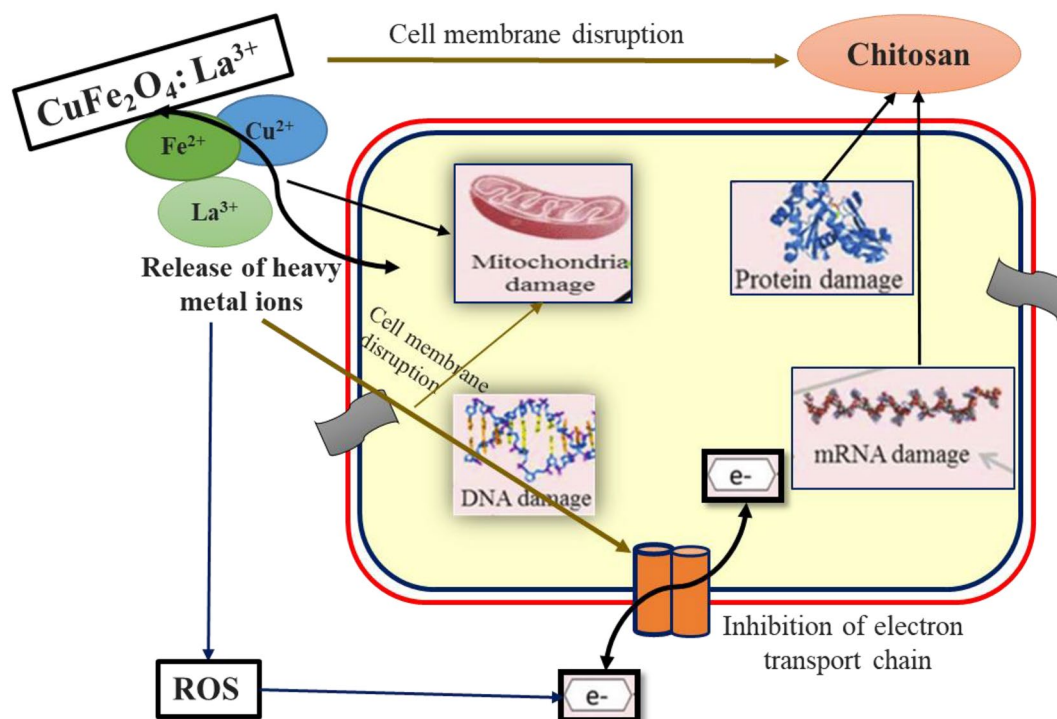 Cell membrane disruption
Chitosan
CuFe₂O₄: La³⁺
Fe²⁺
Cu²⁺
La³⁺
Release of heavy
metal ions
Mitochondria
damage
Protein damage
Cell membrane
disruption
DNA damage
mRNA damage
e-
Inhibition of electron
transport chain
ROS
e-